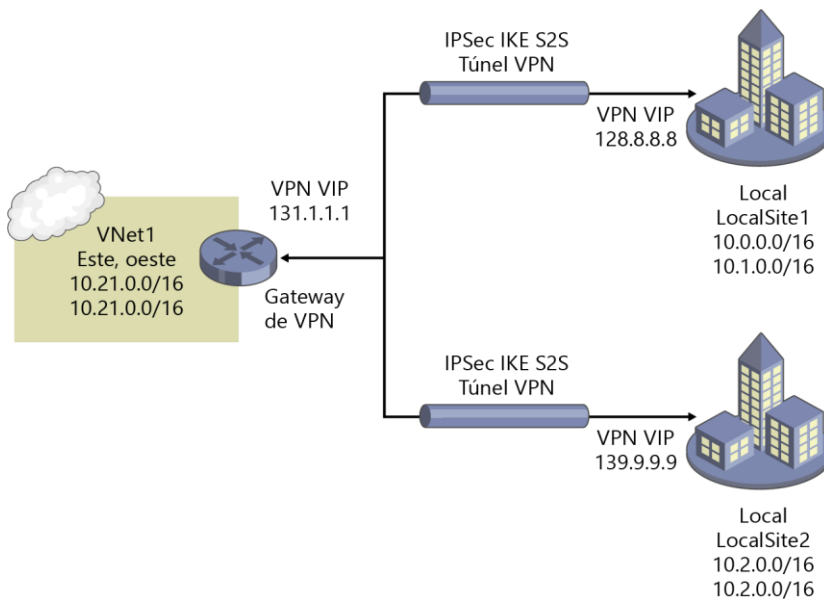 IPSec IKE S2S
Túnel VPN
VPN VIP
128.8.8.8
Local
LocalSite1
10.0.0.0/16
10.1.0.0/16
VPN VIP
131.1.1.1
VNet1
Este, oeste
10.21.0.0/16
10.21.0.0/16
Gateway
de VPN
IPSec IKE S2S
Túnel VPN
VPN VIP
139.9.9.9
Local
LocalSite2
10.2.0.0/16
10.2.0.0/16